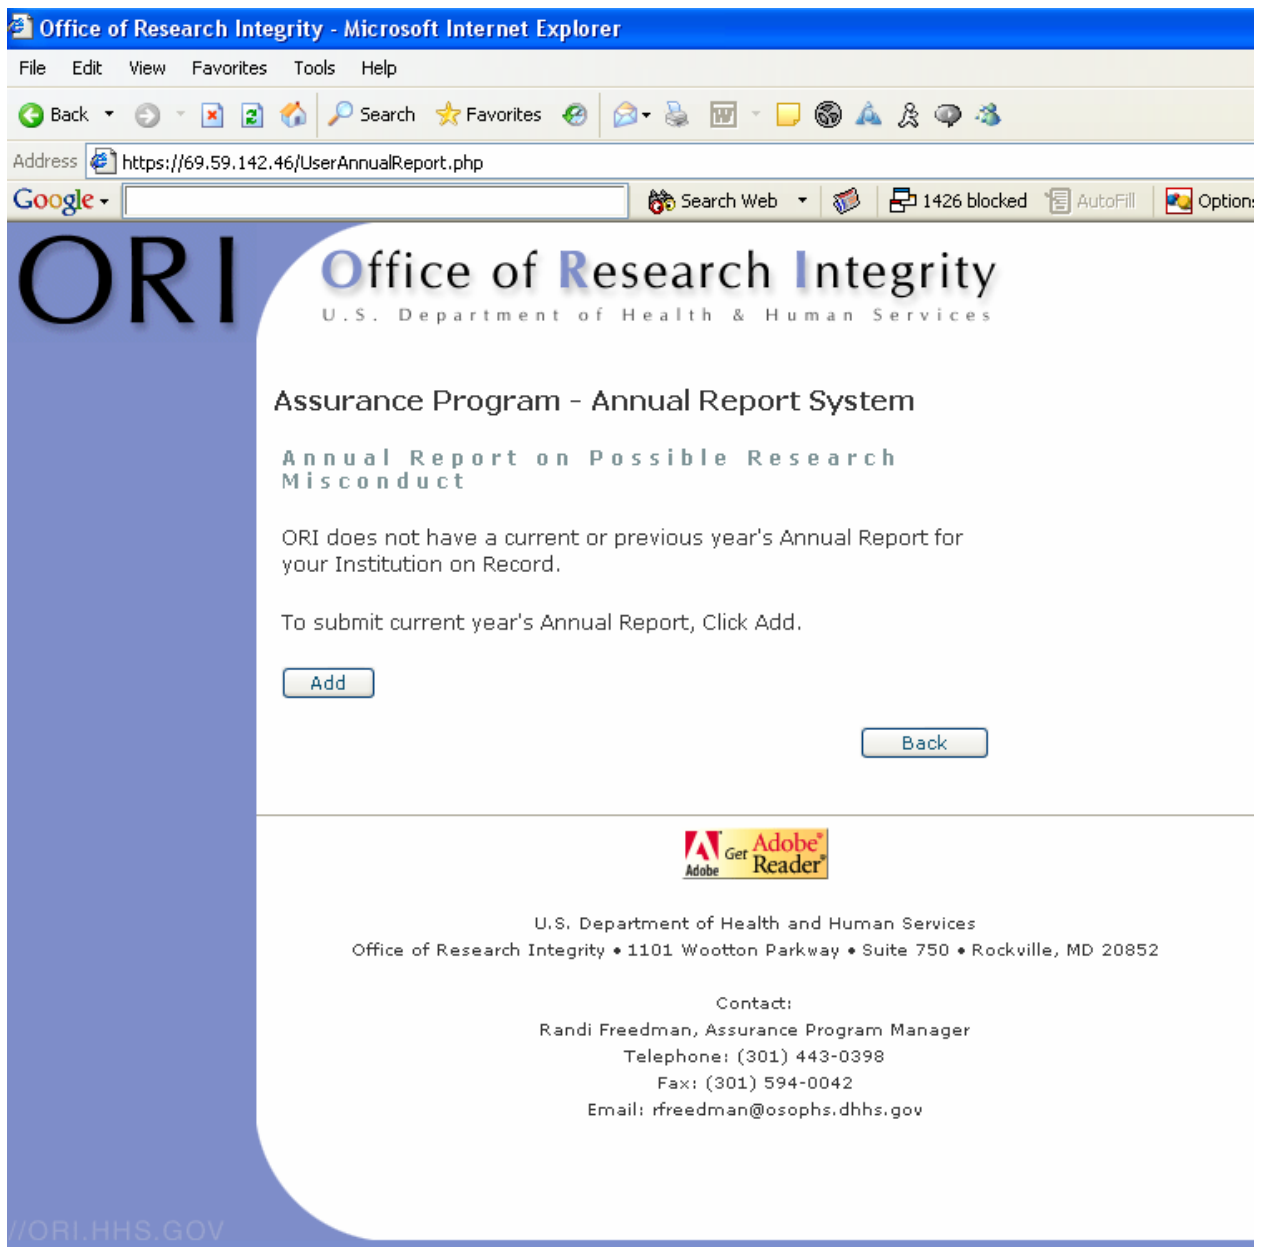 Office of Research Integrity - Microsoft Internet Explorer
File Edit View Favorites Tools Help
Back Search Favorites
Address https://69.59.142.46/UserAnnualReport.php
Google Search Web 1426 blocked AutoFill Options
ORI Office of Research Integrity
U.S. Department of Health & Human Services
Assurance Program - Annual Report System
Annual Report on Possible Research
Misconduct
ORI does not have a current or previous year's Annual Report for
your Institution on Record.
To submit current year's Annual Report, Click Add.
Add
Back
Adobe Get Adobe® Reader®
U.S. Department of Health and Human Services
Office of Research Integrity • 1101 Wootton Parkway • Suite 750 • Rockville, MD 20852
Contact:
Randi Freedman, Assurance Program Manager
Telephone: (301) 443-0398
Fax: (301) 594-0042
Email: rfreedman@osophs.dhhs.gov
//ORI.HHS.GOV